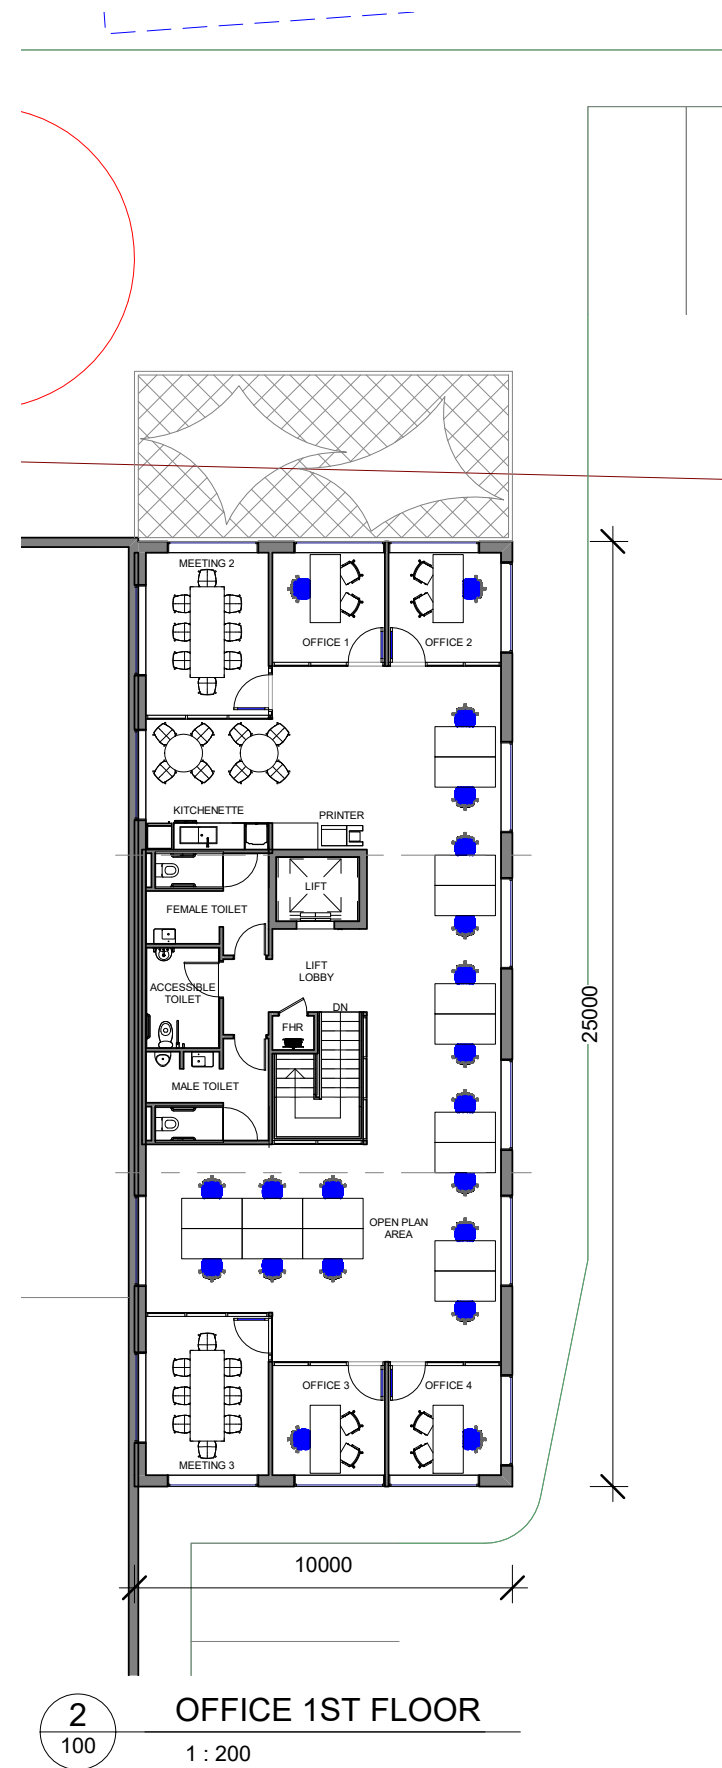 MEETING 2
OFFICE 1
OFFICE 2
KITCHENETTE
PRINTER
LIFT
FEMALE TOILET
LIFT
LOBBY
ACCESSIBLE
TOILET
DN
FHR
25000
MALE TOILET
OPEN PLAN
AREA
OFFICE 3
OFFICE 4
MEETING 3
10000
2
100
OFFICE 1ST FLOOR
1 : 200